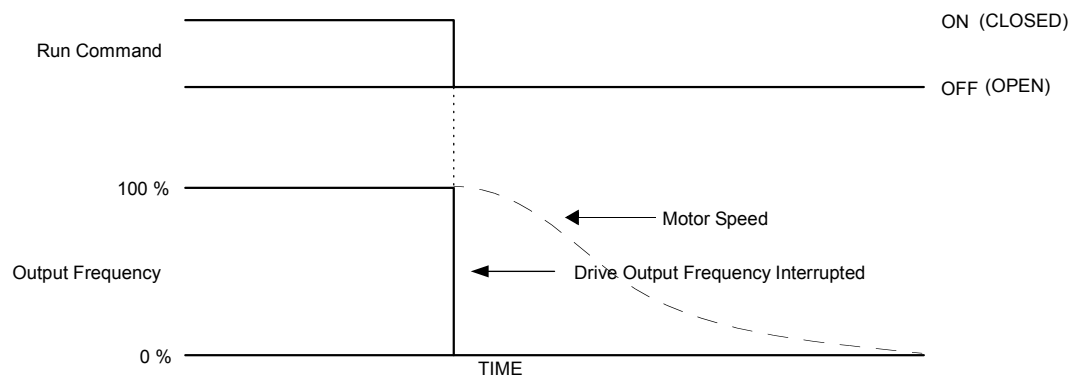 ON (CLOSED)
Run Command
OFF (OPEN)
100 %
Motor Speed
Output Frequency
Drive Output Frequency Interrupted
0 %
TIME